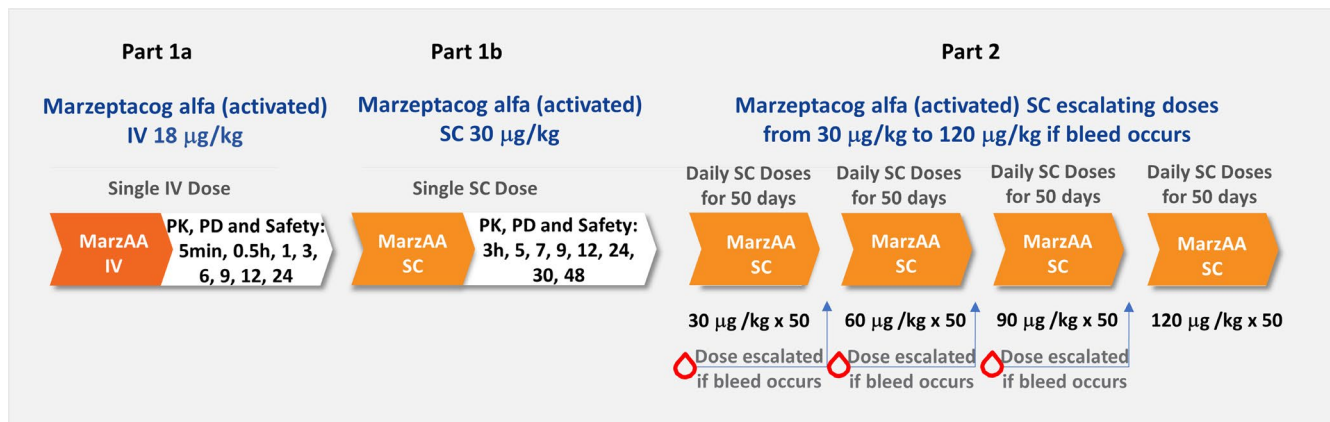 Part 1a
Marzeptacog alfa (activated)
IV 18 μg/kg
Single IV Dose
MarzAA
IV
PK, PD and Safety:
5min, 0.5h, 1, 3,
6, 9, 12, 24
Part 1b
Marzeptacog alfa (activated)
SC 30 μg/kg
Single SC Dose
MarzAA
SC
PK, PD and Safety:
3h, 5, 7, 9, 12, 24,
30, 48
Part 2
Marzeptacog alfa (activated) SC escalating doses
from 30 μg/kg to 120 μg/kg if bleed occurs
Daily SC Doses
for 50 days
MarzAA
SC
30 μg /kg x 50
Dose escalated
if bleed occurs
Daily SC Doses
for 50 days
MarzAA
SC
60 μg /kg x 50
Dose escalated
if bleed occurs
Daily SC Doses
for 50 days
MarzAA
SC
90 μg /kg x 50
Dose escalated
if bleed occurs
Daily SC Doses
for 50 days
MarzAA
SC
120 μg /kg x 50